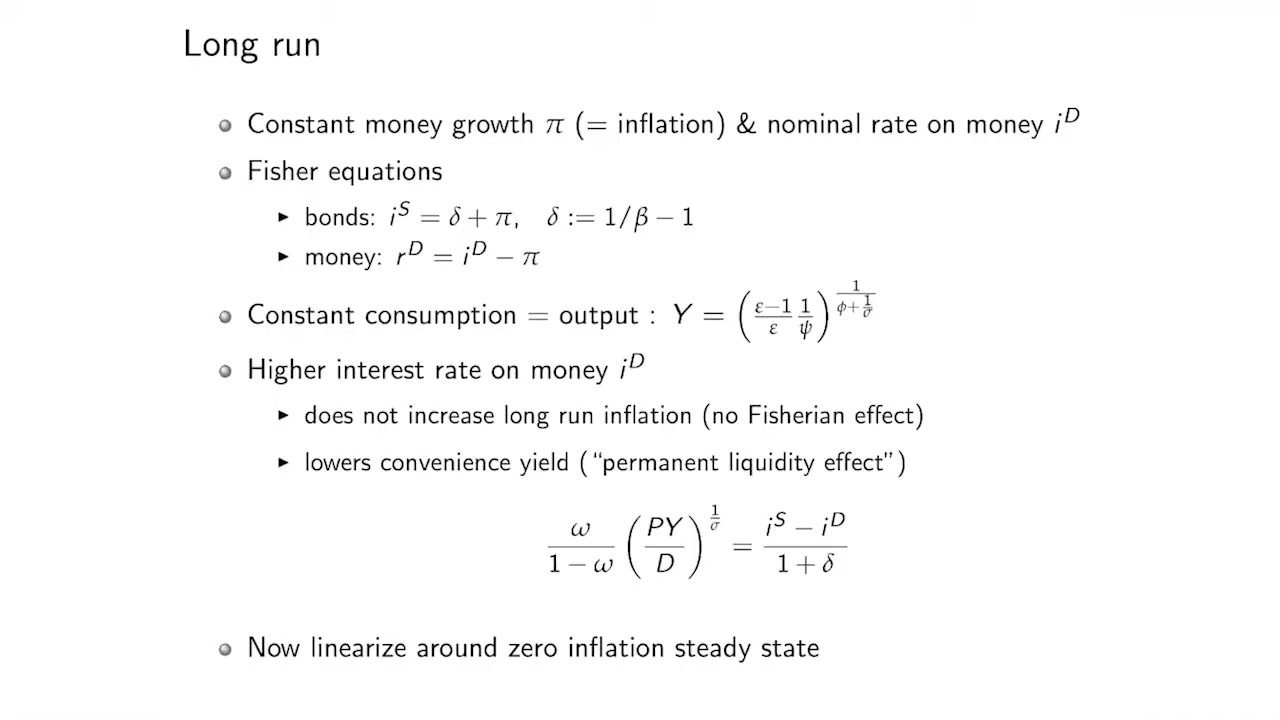 Long run
Constant money growth π (= inflation) & nominal rate on money i^D
Fisher equations
bonds: i^S = δ + π, δ := 1/β − 1
money: r^D = i^D − π
Constant consumption = output : Y = (ε−1/ε 1/ψ)^{1/(φ+1/σ)}
Higher interest rate on money i^D
does not increase long run inflation (no Fisherian effect)
lowers convenience yield (“permanent liquidity effect”)
ω/(1 − ω) (PY/D)^{1/σ} = (i^S − i^D)/(1 + δ)
Now linearize around zero inflation steady state